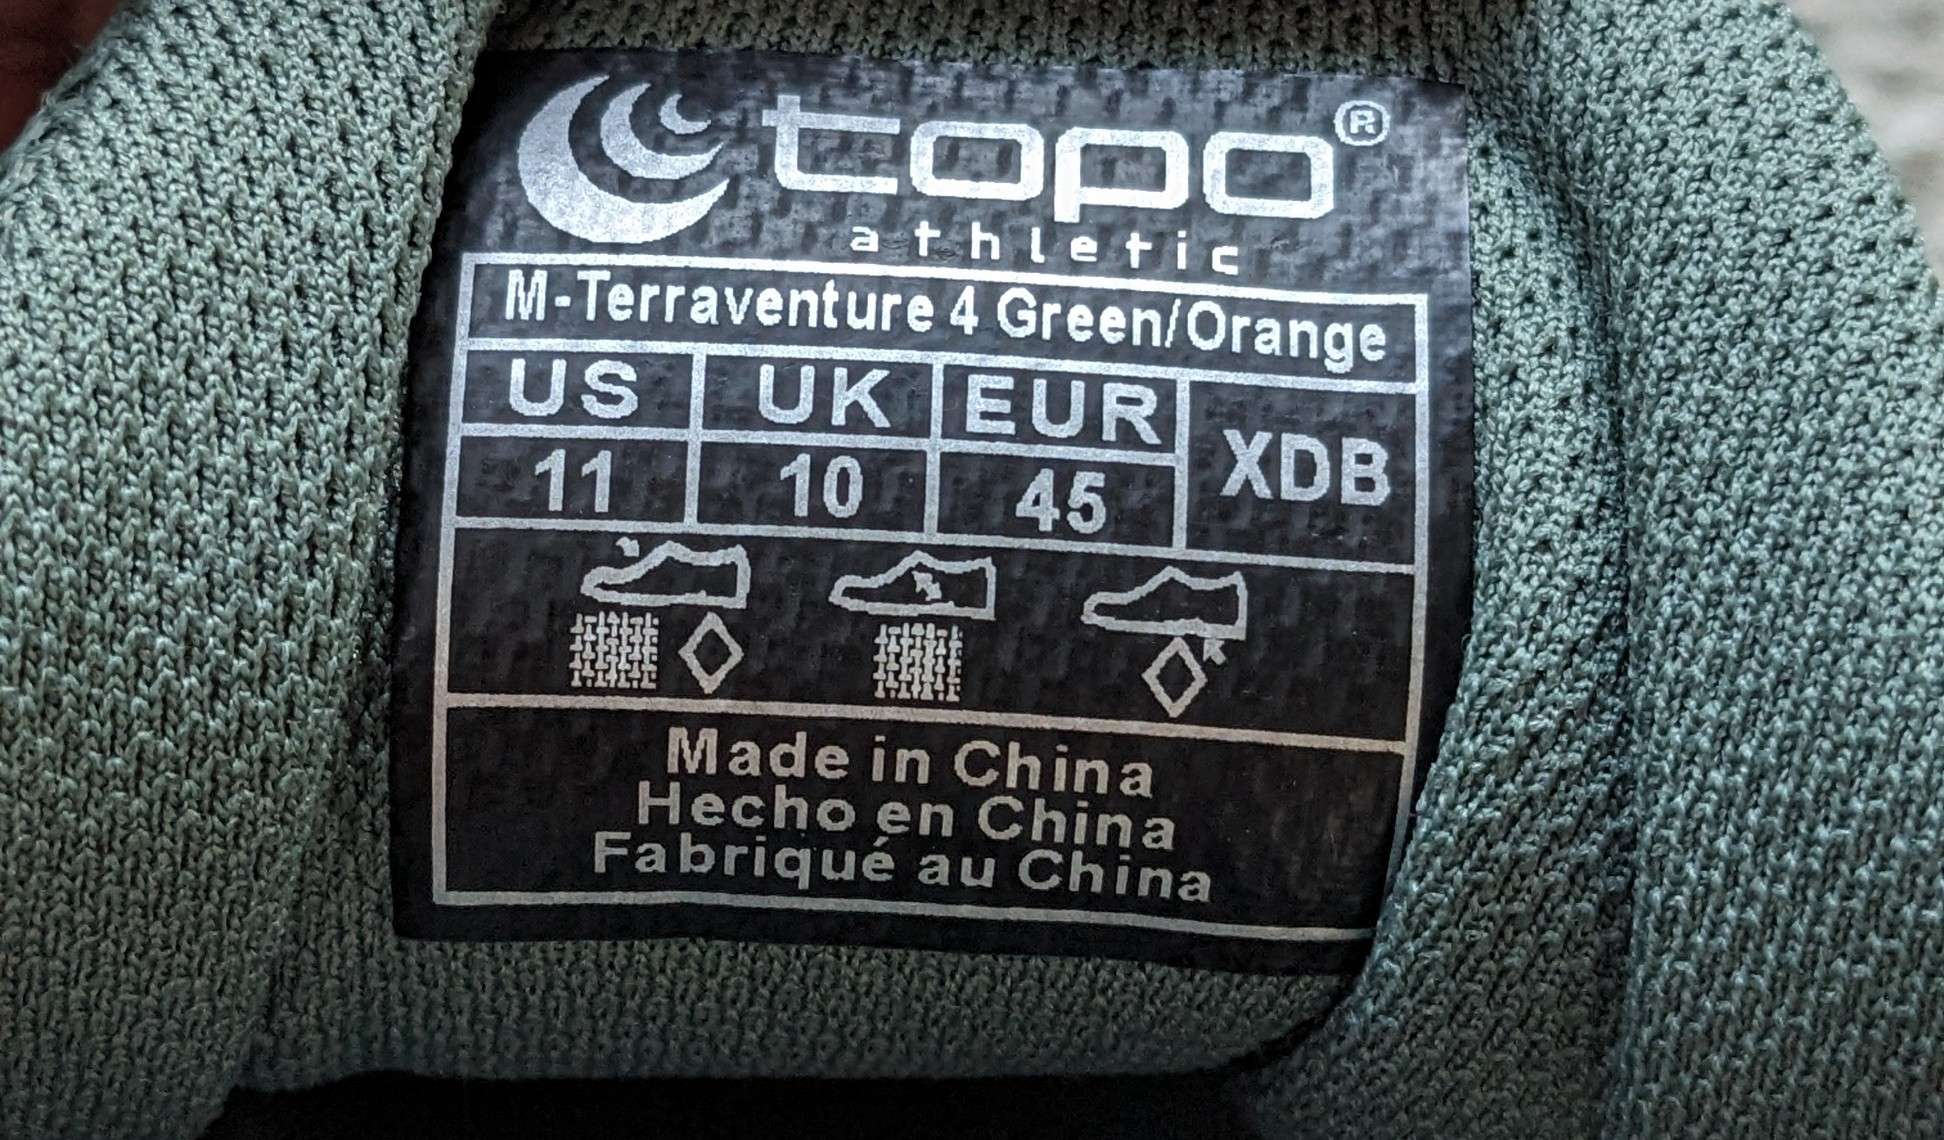 topo®
athletic
M-Terraventure 4 Green/Orange
US UK EUR XDB
11 10 45
Made in China
Hecho en China
Fabriqué au China